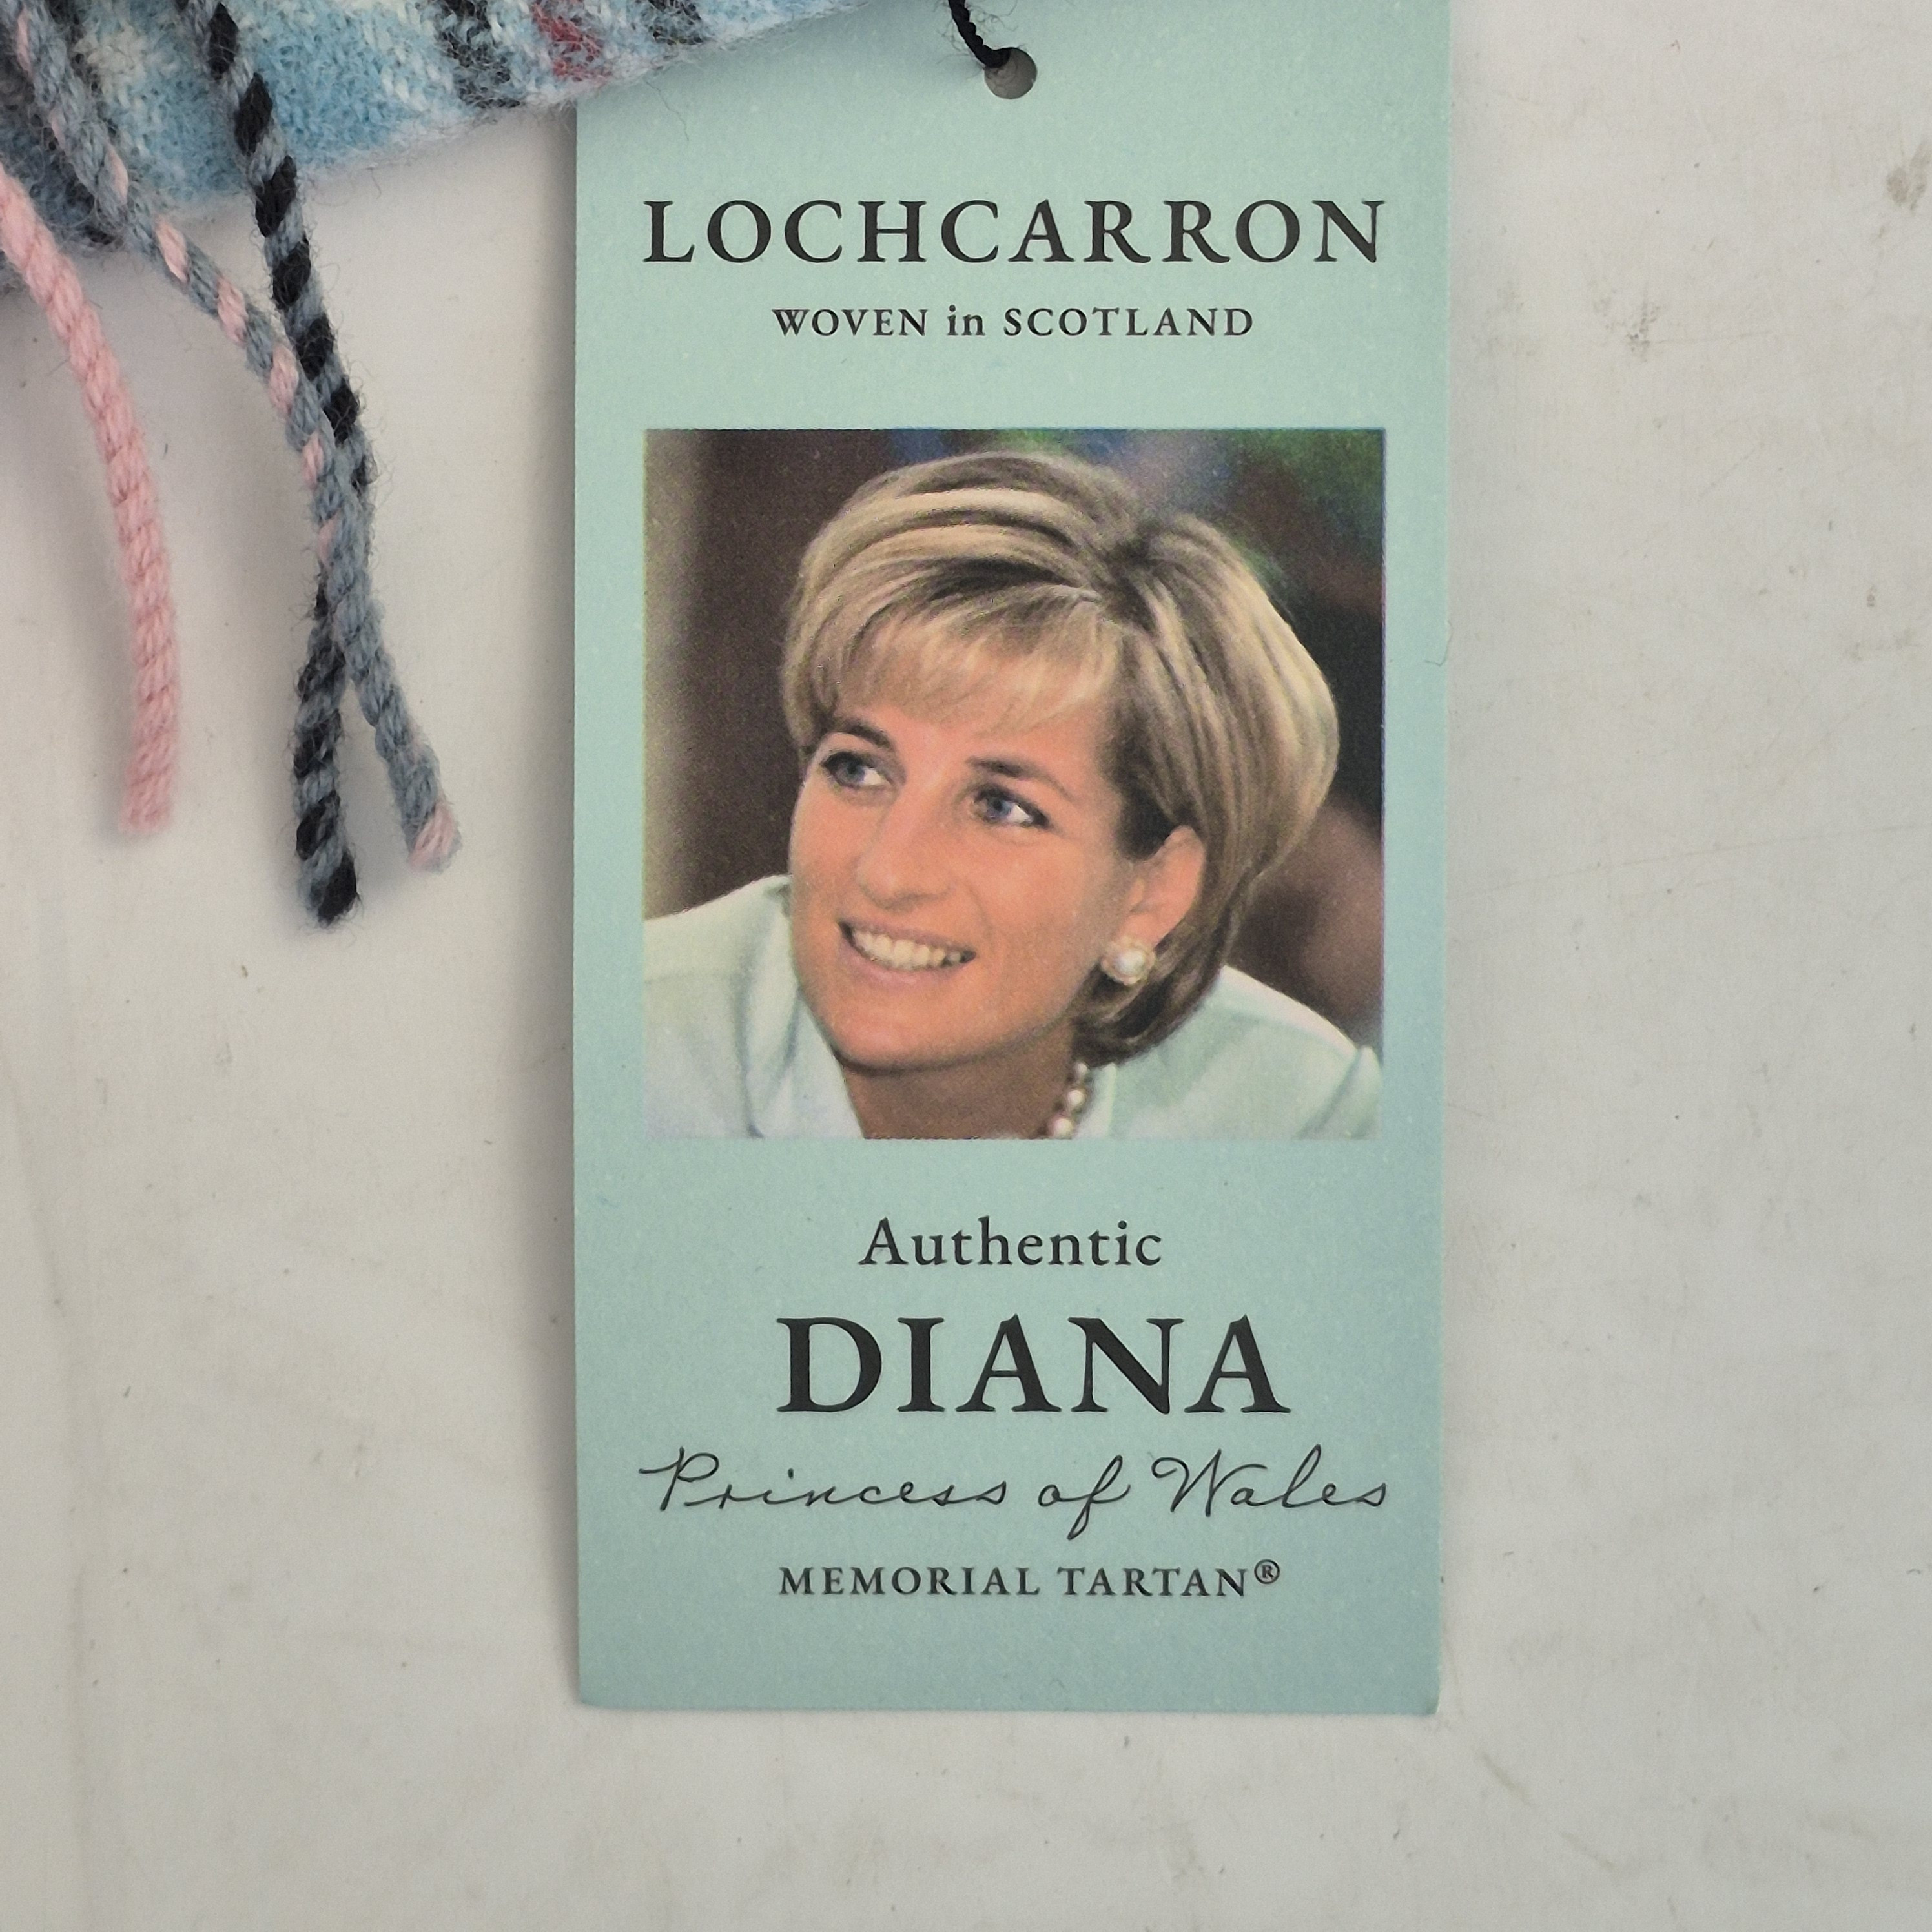 LOCHCARRON
WOVEN in SCOTLAND
Authentic
DIANA
Princess of Wales
MEMORIAL TARTAN®